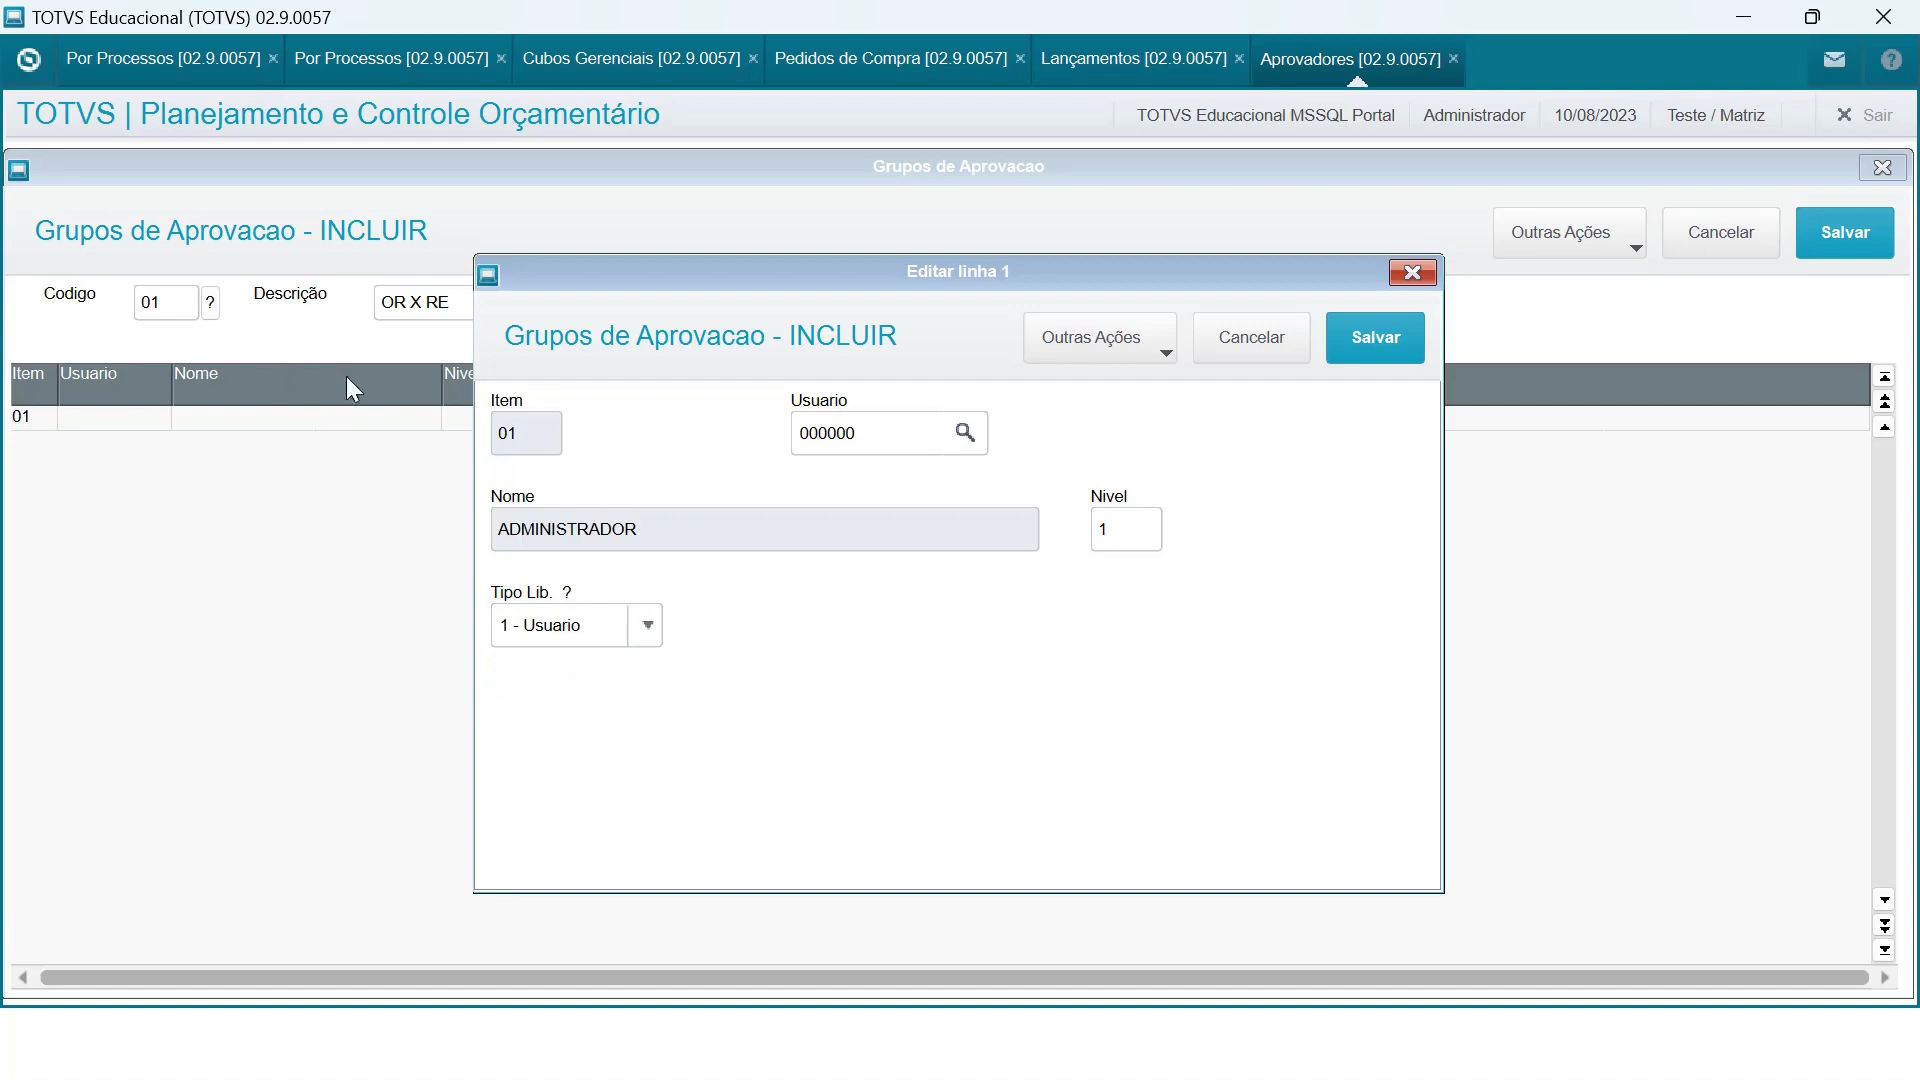 TOTVS Educacional (TOTVS) 02.9.0057
Por Processos [02.9.0057] Por Processos [02.9.0057] Cubos Gerenciais [02.9.0057] Pedidos de Compra [02.9.0057] Lançamentos [02.9.0057] Aprovadores [02.9.0057]
TOTVS | Planejamento e Controle Orçamentário TOTVS Educacional MSSQL Portal Administrador 10/08/2023 Teste / Matriz Sair
Grupos de Aprovacao
Grupos de Aprovacao - INCLUIR Outras Ações Cancelar Salvar
Codigo 01 ? Descrição OR X RE
Item Usuario Nome Nive
01
Editar linha 1
Grupos de Aprovacao - INCLUIR Outras Ações Cancelar Salvar
Item Usuario
01 000000
Nome Nivel
ADMINISTRADOR 1
Tipo Lib. ?
1 - Usuario